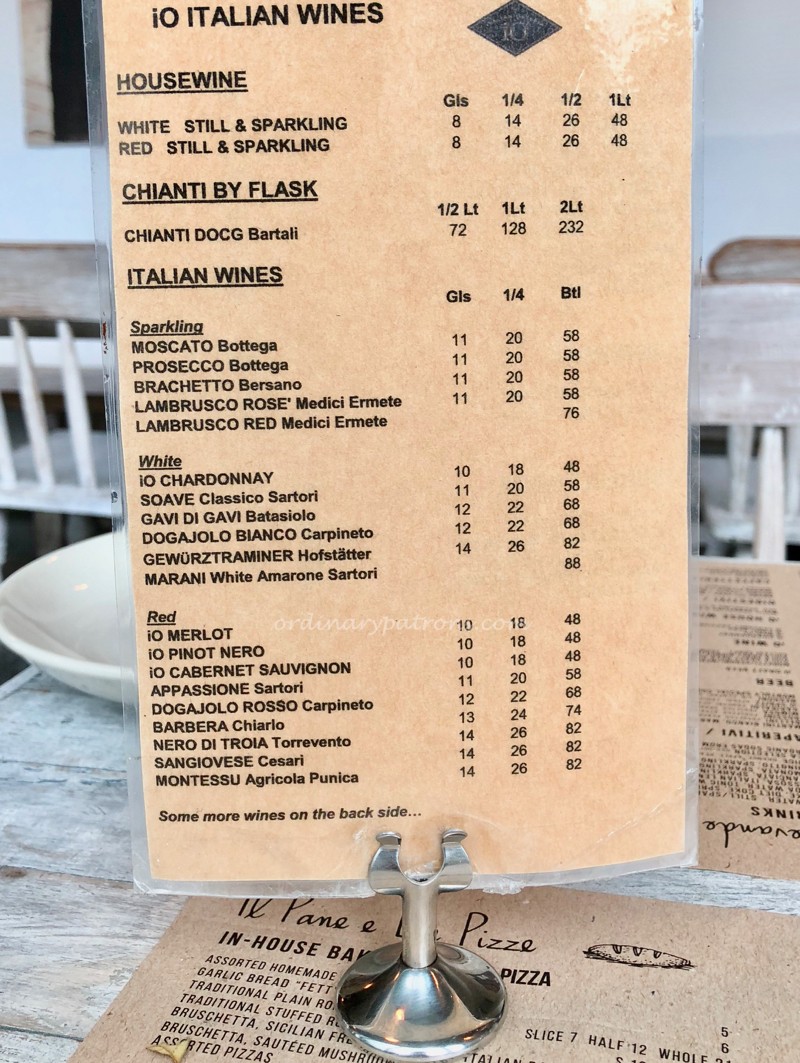 iO ITALIAN WINES
iO
HOUSEWINE
Gls 1/4 1/2 1Lt
WHITE STILL & SPARKLING 8 14 26 48
RED STILL & SPARKLING 8 14 26 48
CHIANTI BY FLASK
1/2 Lt 1Lt 2Lt
CHIANTI DOCG Bartali 72 128 232
ITALIAN WINES
Gls 1/4 Btl
Sparkling
MOSCATO Bottega 11 20 58
PROSECCO Bottega 11 20 58
BRACHETTO Bersano 11 20 58
LAMBRUSCO ROSE' Medici Ermete 11 20 58
LAMBRUSCO RED Medici Ermete 76
White
iO CHARDONNAY 10 18 48
SOAVE Classico Sartori 11 20 58
GAVI DI GAVI Batasiolo 12 22 68
DOGAJOLO BIANCO Carpineto 12 22 68
GEWÜRZTRAMINER Hofstätter 14 26 82
MARANI White Amarone Sartori 88
Red
ordinarypatrons.com
iO MERLOT 10 18 48
iO PINOT NERO 10 18 48
iO CABERNET SAUVIGNON 10 18 48
APPASSIONE Sartori 11 20 58
DOGAJOLO ROSSO Carpineto 12 22 68
BARBERA Chiarlo 13 24 74
NERO DI TROIA Torrevento 14 26 82
SANGIOVESE Cesari 14 26 82
MONTESSU Agricola Punica 14 26 82
Some more wines on the back side...
WINE
BEER
APERITIVI /
Il Pane e Pizze
IN-HOUSE PIZZA
ASSORTED HOMEMADE
GARLIC BREAD "FETT
TRADITIONAL PLAIN
TRADITIONAL STUFFED
BRUSCHETTA, SICILIAN
BRUSCHETTA, SAUTÉED
ASSORTED PIZZAS
5
6
SLICE 7 HALF 12 WHOLE